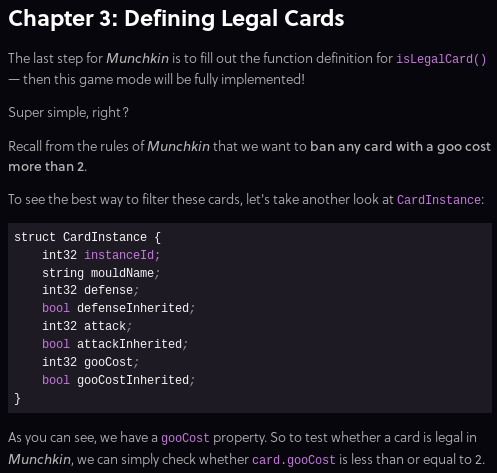 Chapter 3: Defining Legal Cards
The last step for Munchkin is to fill out the function definition for isLegalCard()
— then this game mode will be fully implemented!
Super simple, right?
Recall from the rules of Munchkin that we want to ban any card with a goo cost
more than 2.
To see the best way to filter these cards, let's take another look at CardInstance:
struct CardInstance {
    int32 instanceId;
    string mouldName;
    int32 defense;
    bool defenseInherited;
    int32 attack;
    bool attackInherited;
    int32 gooCost;
    bool gooCostInherited;
}
As you can see, we have a gooCost property. So to test whether a card is legal in
Munchkin, we can simply check whether card.gooCost is less than or equal to 2.